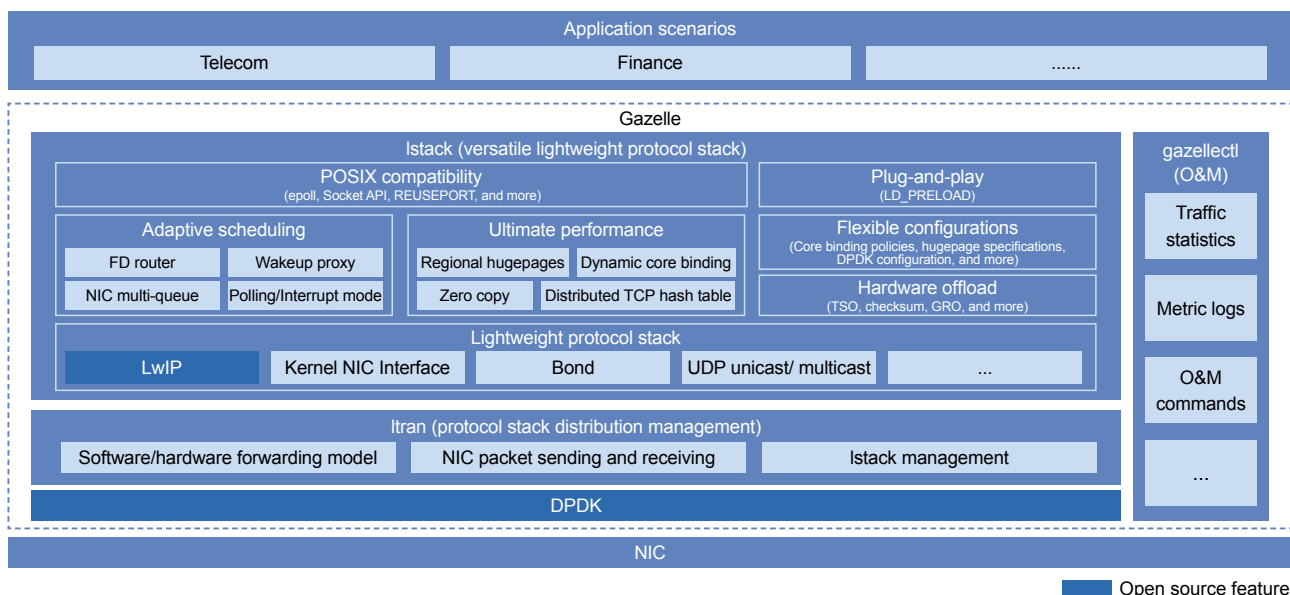 Application scenarios
Telecom
Finance
......
Gazelle
lstack (versatile lightweight protocol stack)
POSIX compatibility
(epoll, Socket API, REUSEPORT, and more)
Plug-and-play
(LD_PRELOAD)
Adaptive scheduling
FD router
Wakeup proxy
NIC multi-queue
Polling/Interrupt mode
Ultimate performance
Regional hugepages
Dynamic core binding
Zero copy
Distributed TCP hash table
Flexible configurations
(Core binding policies, hugepage specifications,
DPDK configuration, and more)
Hardware offload
(TSO, checksum, GRO, and more)
Lightweight protocol stack
LwIP
Kernel NIC Interface
Bond
UDP unicast/ multicast
...
ltran (protocol stack distribution management)
Software/hardware forwarding model
NIC packet sending and receiving
lstack management
DPDK
gazellectl
(O&M)
Traffic
statistics
Metric logs
O&M
commands
...
NIC
Open source feature